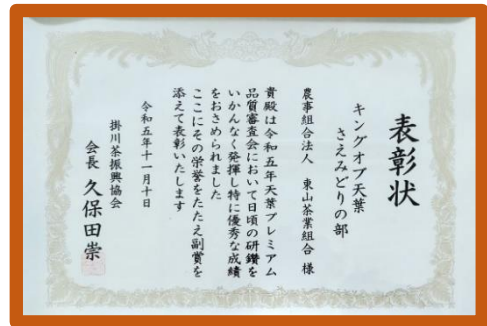 表彰状
キングオブ天葉
さえみどりの部
農事組合法人 東山茶業組合 様
貴殿は令和五年天葉プレミアム
品質審査会において日頃の研鑽を
いかんなく発揮し特に優秀な成績
をおさめられました
ここにその栄誉をたたえ副賞を
添えて表彰いたします
令和五年十一月十日
掛川茶振興協会
会長 久保田崇